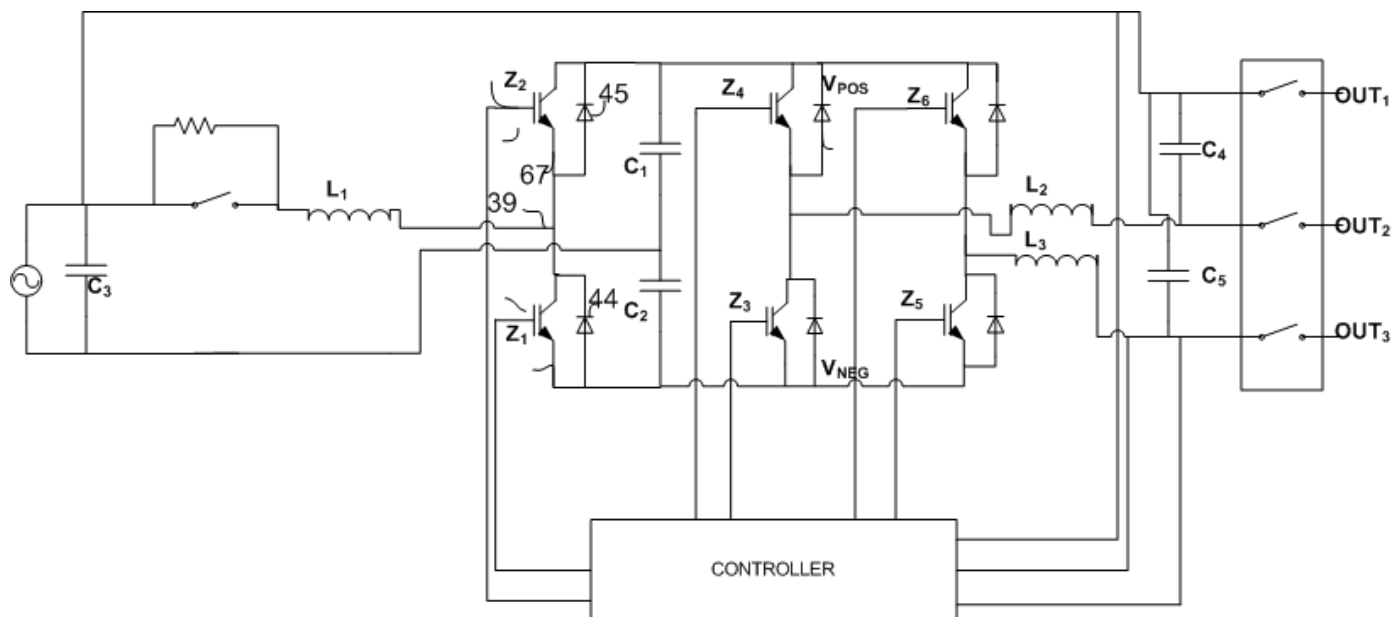 Z2
45
Z4
VPOS
Z6
OUT1
C1
C4
67
L1
39
L2
OUT2
L3
C3
C2
44
Z3
Z5
C5
Z1
OUT3
VNEG
CONTROLLER